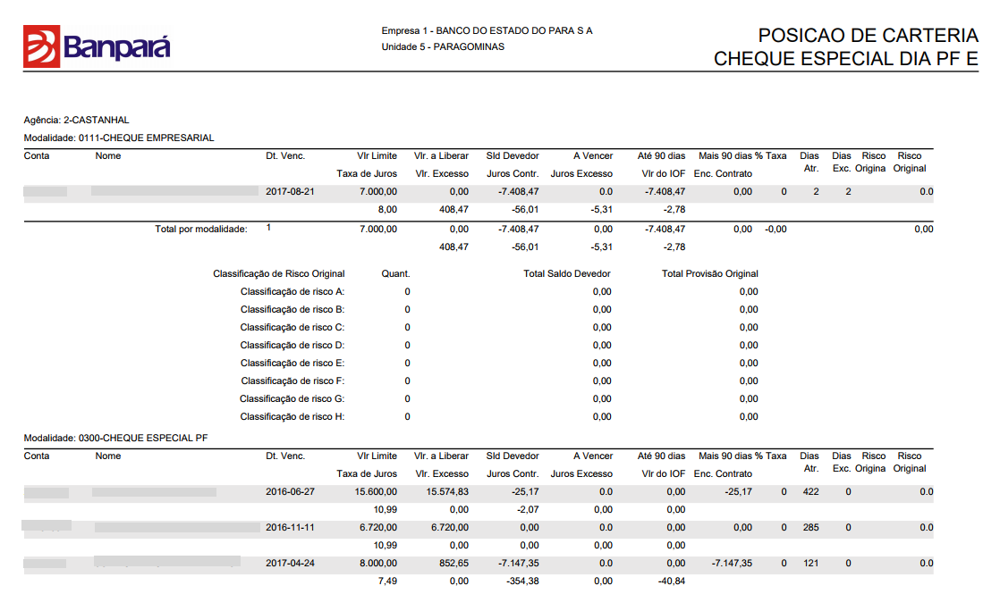 Banpará
Empresa 1 - BANCO DO ESTADO DO PARA S A
Unidade 5 - PARAGOMINAS
POSICAO DE CARTERIA
CHEQUE ESPECIAL DIA PF E
Agência: 2-CASTANHAL
Modalidade: 0111-CHEQUE EMPRESARIAL
Conta Nome Dt. Venc. Vlr Limite Vlr. a Liberar Sld Devedor A Vencer Até 90 dias Mais 90 dias % Taxa Dias Dias Risco Risco
Taxa de Juros Vlr. Excesso Juros Contr. Juros Excesso Vlr do IOF Enc. Contrato Atr. Exc. Origina Original
2017-08-21 7.000,00 0,00 -7.408,47 0.0 -7.408,47 0,00 0 2 2 0.0
8,00 408,47 -56,01 -5,31 -2,78
Total por modalidade: 1 7.000,00 0,00 -7.408,47 0,00 -7.408,47 0,00 -0,00 0,00
408,47 -56,01 -5,31 -2,78
Classificação de Risco Original Quant. Total Saldo Devedor Total Provisão Original
Classificação de risco A: 0 0,00 0,00
Classificação de risco B: 0 0,00 0,00
Classificação de risco C: 0 0,00 0,00
Classificação de risco D: 0 0,00 0,00
Classificação de risco E: 0 0,00 0,00
Classificação de risco F: 0 0,00 0,00
Classificação de risco G: 0 0,00 0,00
Classificação de risco H: 0 0,00 0,00
Modalidade: 0300-CHEQUE ESPECIAL PF
Conta Nome Dt. Venc. Vlr Limite Vlr. a Liberar Sld Devedor A Vencer Até 90 dias Mais 90 dias % Taxa Dias Dias Risco Risco
Taxa de Juros Vlr. Excesso Juros Contr. Juros Excesso Vlr do IOF Enc. Contrato Atr. Exc. Origina Original
2016-06-27 15.600,00 15.574,83 -25,17 0.0 0,00 -25,17 0 422 0 0.0
10,99 0,00 -2,07 0,00 0,00
2016-11-11 6.720,00 6.720,00 0,00 0.0 0,00 0,00 0 285 0 0.0
10,99 0,00 0,00 0,00 0,00
2017-04-24 8.000,00 852,65 -7.147,35 0.0 0,00 -7.147,35 0 121 0 0.0
7,49 0,00 -354,38 0,00 -40,84